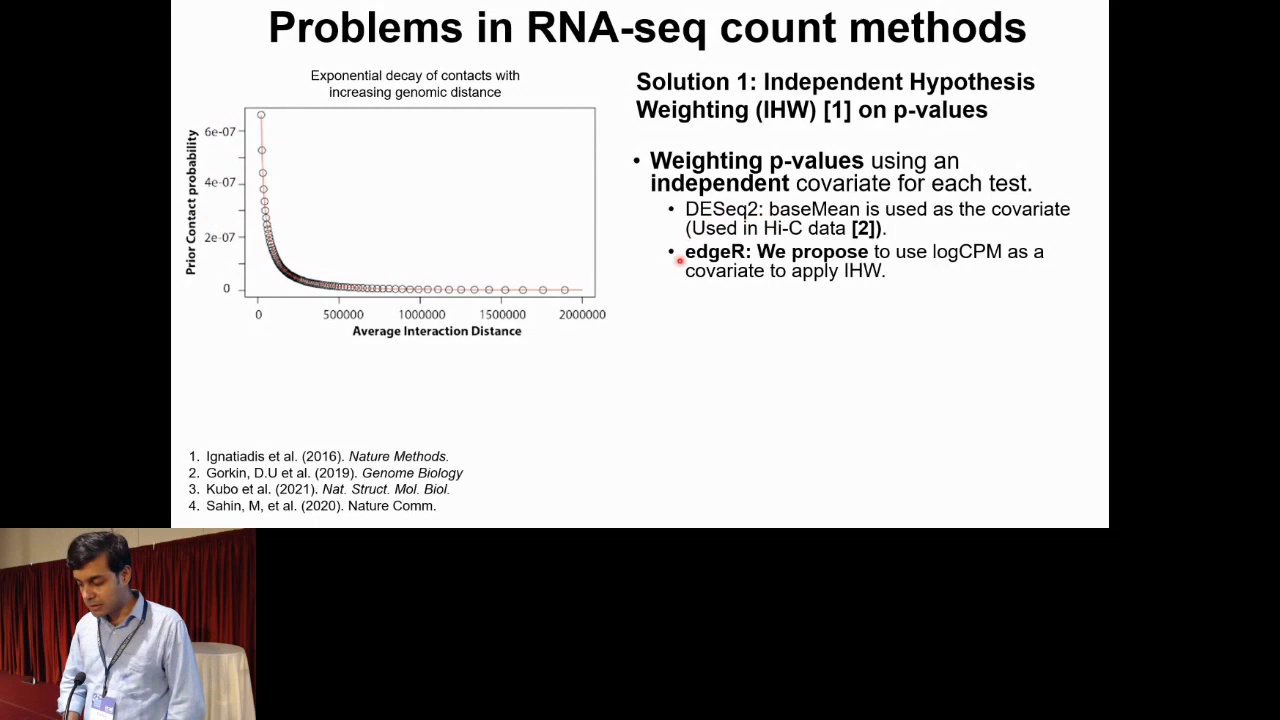 Problems in RNA-seq count methods
Exponential decay of contacts with
increasing genomic distance
Prior Contact probability
6e-07
4e-07
2e-07
0
0
500000
1000000
1500000
2000000
Average Interaction Distance
Solution 1: Independent Hypothesis
Weighting (IHW) [1] on p-values
• Weighting p-values using an
independent covariate for each test.
• DESeq2: baseMean is used as the covariate
(Used in Hi-C data [2]).
• edgeR: We propose to use logCPM as a
covariate to apply IHW.
1. Ignatiadis et al. (2016). Nature Methods.
2. Gorkin, D.U et al. (2019). Genome Biology
3. Kubo et al. (2021). Nat. Struct. Mol. Biol.
4. Sahin, M, et al. (2020). Nature Comm.